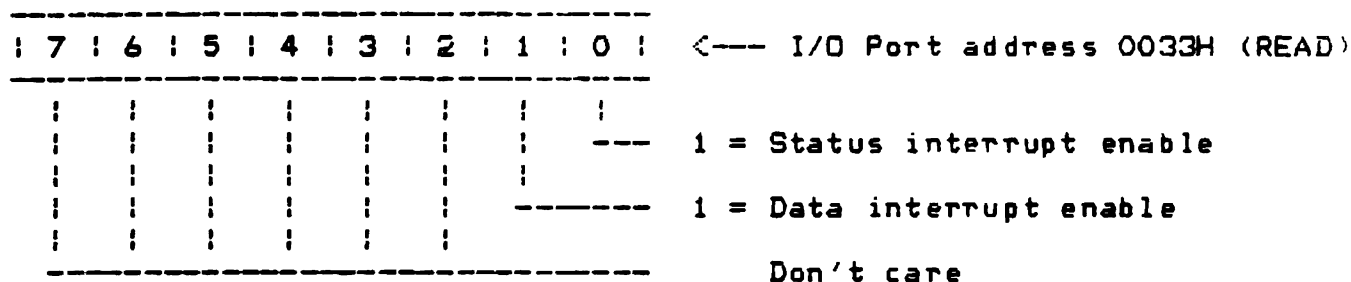 7 6 5 4 3 2 1 0 <--- I/O Port address 0033H (READ)
1 = Status interrupt enable
1 = Data interrupt enable
Don't care